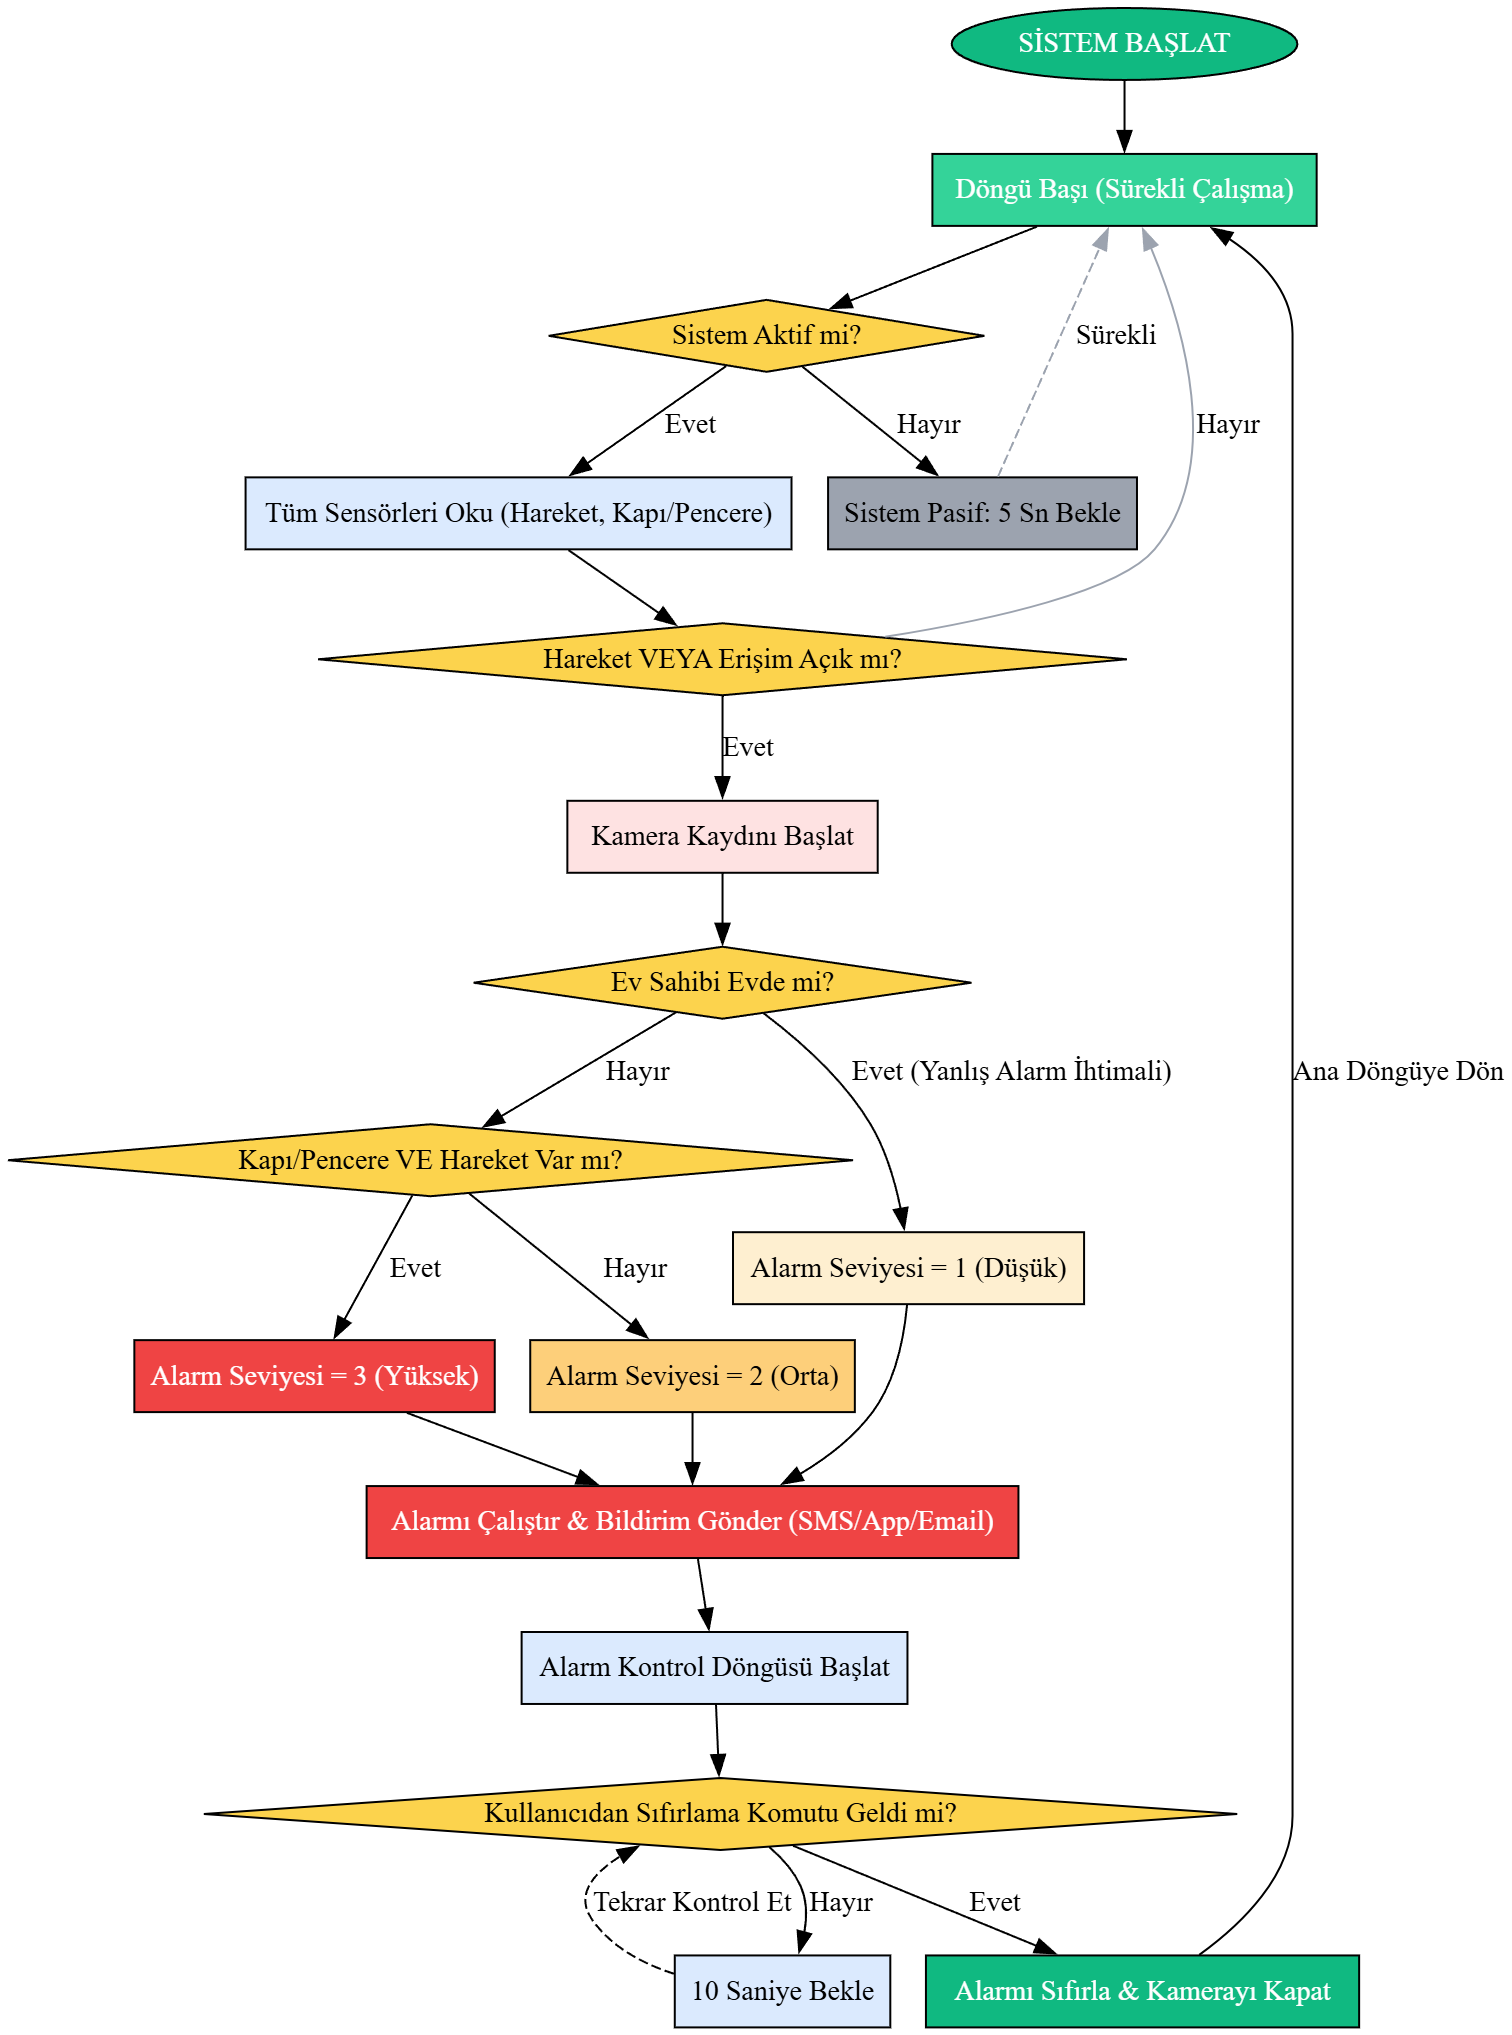 SİSTEM BAŞLAT
Döngü Başı (Sürekli Çalışma)
Sistem Aktif mi?
Sürekli
Evet
Hayır
Hayır
Tüm Sensörleri Oku (Hareket, Kapı/Pencere)
Sistem Pasif: 5 Sn Bekle
Hareket VEYA Erişim Açık mı?
Evet
Kamera Kaydını Başlat
Ev Sahibi Evde mi?
Hayır
Evet (Yanlış Alarm İhtimali)
Ana Döngüye Dön
Kapı/Pencere VE Hareket Var mı?
Evet
Hayır
Alarm Seviyesi = 1 (Düşük)
Alarm Seviyesi = 3 (Yüksek)
Alarm Seviyesi = 2 (Orta)
Alarmı Çalıştır & Bildirim Gönder (SMS/App/Email)
Alarm Kontrol Döngüsü Başlat
Kullanıcıdan Sıfırlama Komutu Geldi mi?
Tekrar Kontrol Et
Hayır
Evet
10 Saniye Bekle
Alarmı Sıfırla & Kamerayı Kapat